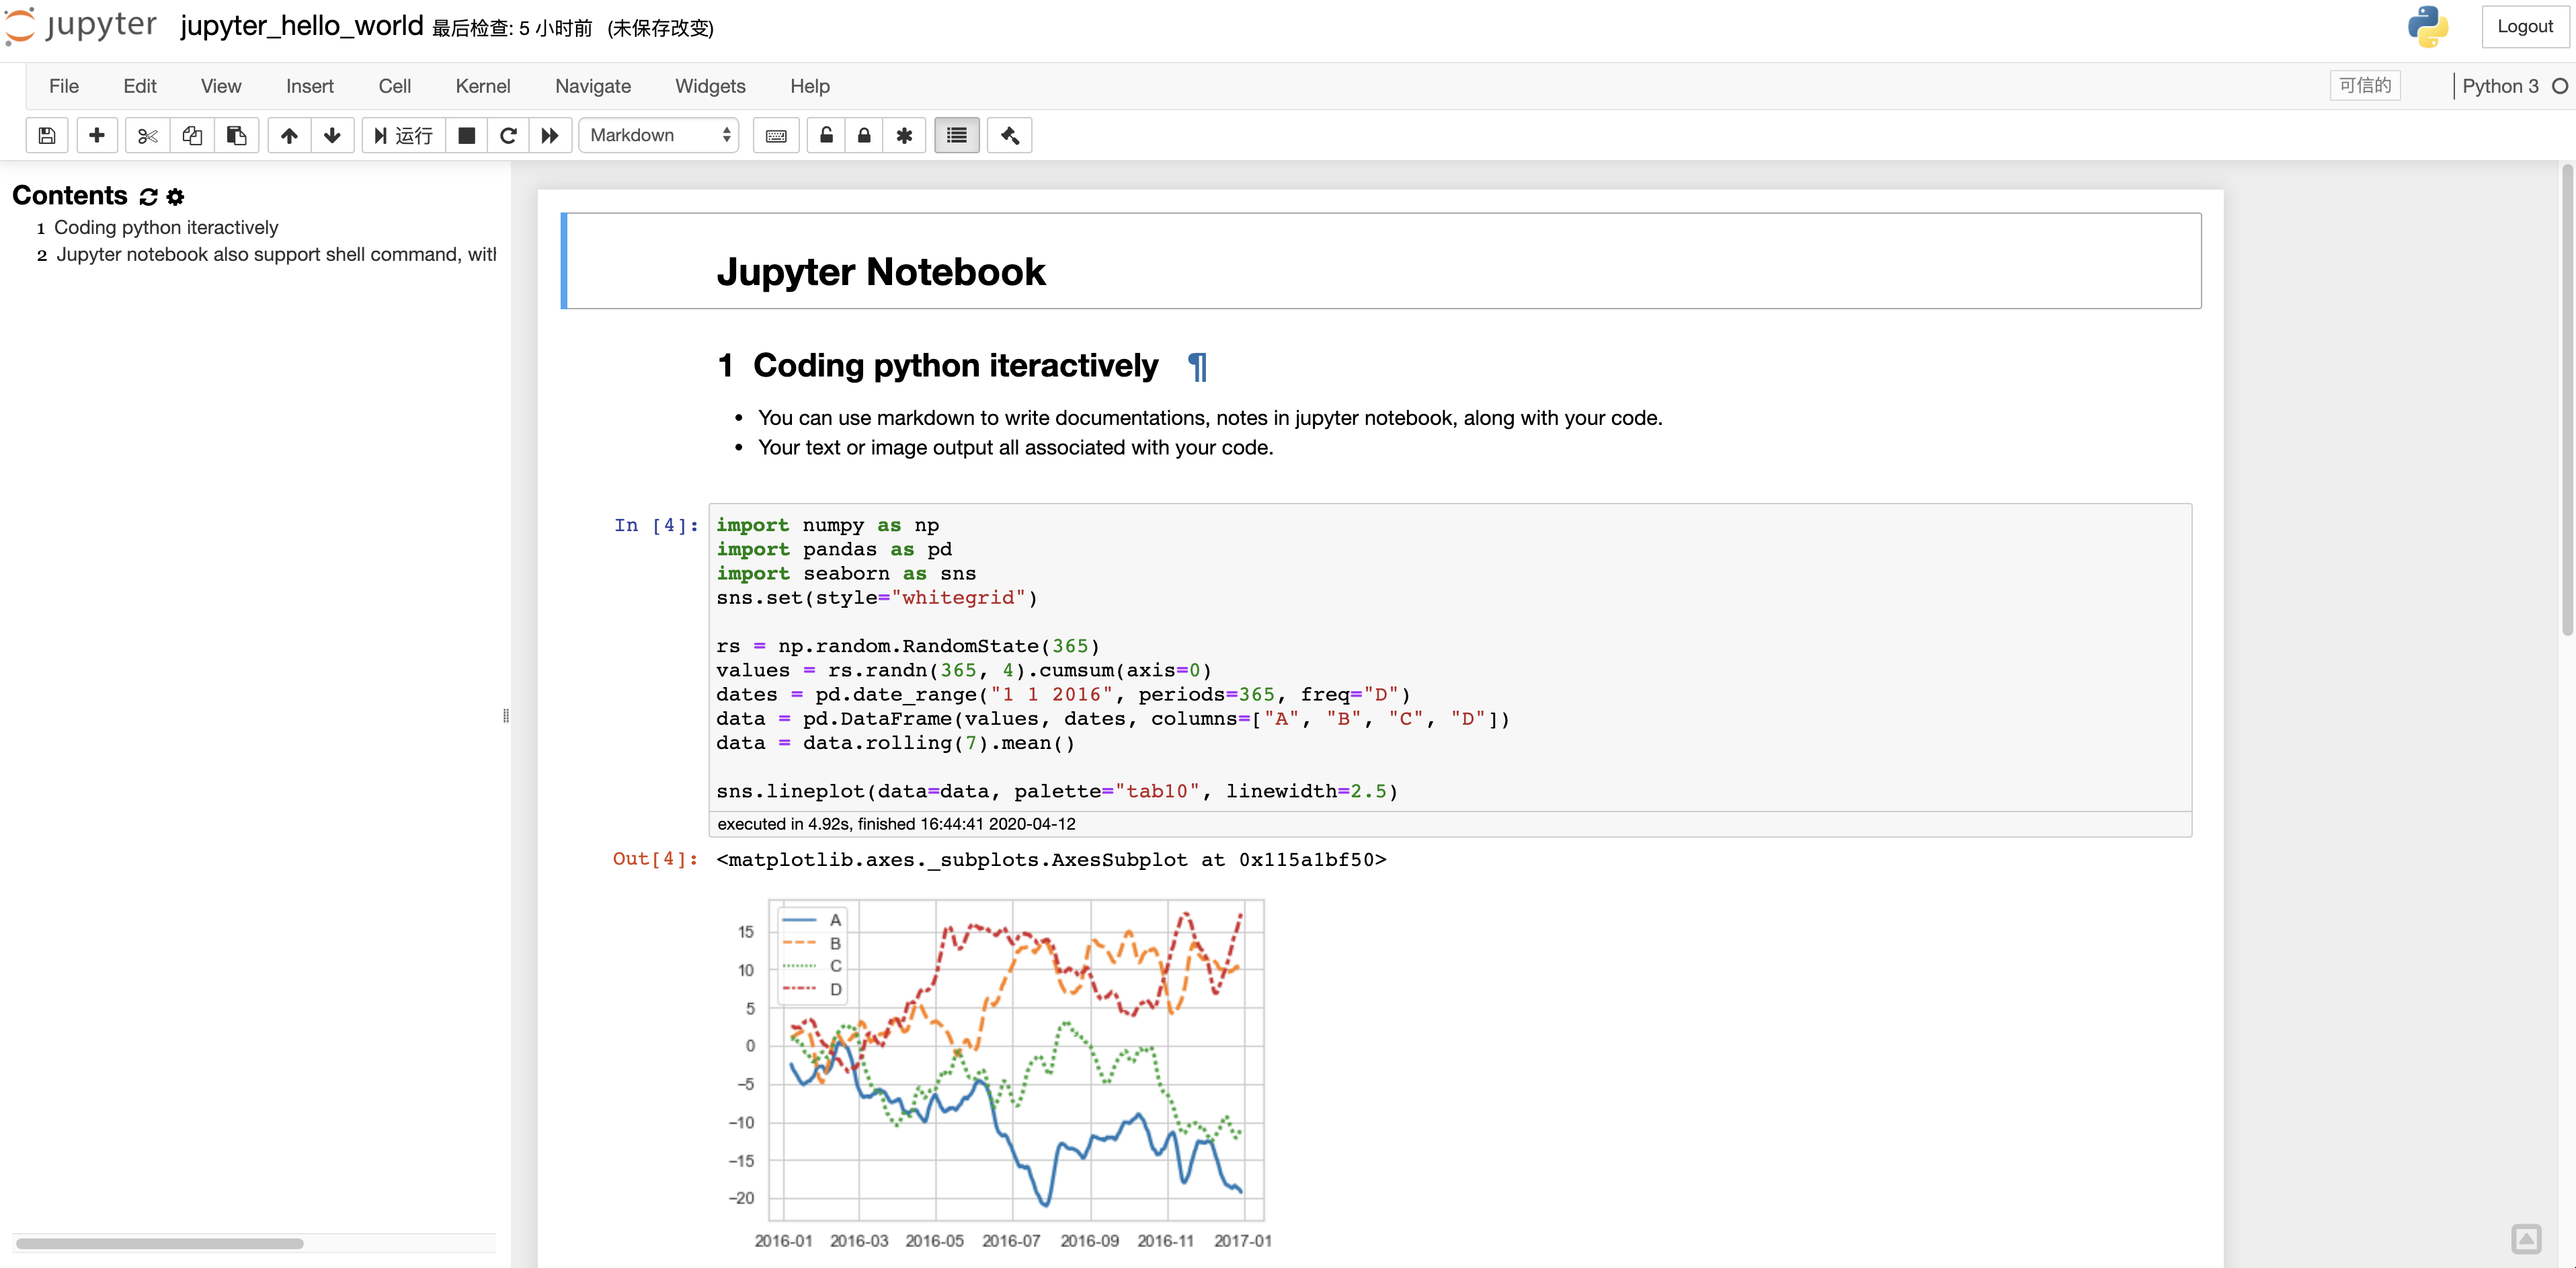 jupyter jupyter_hello_world 最后检查: 5 小时前 (未保存改变) Logout
File Edit View Insert Cell Kernel Navigate Widgets Help 可信的 Python 3
运行 Markdown
Contents
1 Coding python iteractively
2 Jupyter notebook also support shell command, with
Jupyter Notebook
1 Coding python iteractively ¶
• You can use markdown to write documentations, notes in jupyter notebook, along with your code.
• Your text or image output all associated with your code.
In [4]: import numpy as np
import pandas as pd
import seaborn as sns
sns.set(style="whitegrid")
rs = np.random.RandomState(365)
values = rs.randn(365, 4).cumsum(axis=0)
dates = pd.date_range("1 1 2016", periods=365, freq="D")
data = pd.DataFrame(values, dates, columns=["A", "B", "C", "D"])
data = data.rolling(7).mean()
sns.lineplot(data=data, palette="tab10", linewidth=2.5)
executed in 4.92s, finished 16:44:41 2020-04-12
Out[4]: <matplotlib.axes._subplots.AxesSubplot at 0x115a1bf50>
A
B
C
D
15
10
5
0
−5
−10
−15
−20
2016-01 2016-03 2016-05 2016-07 2016-09 2016-11 2017-01